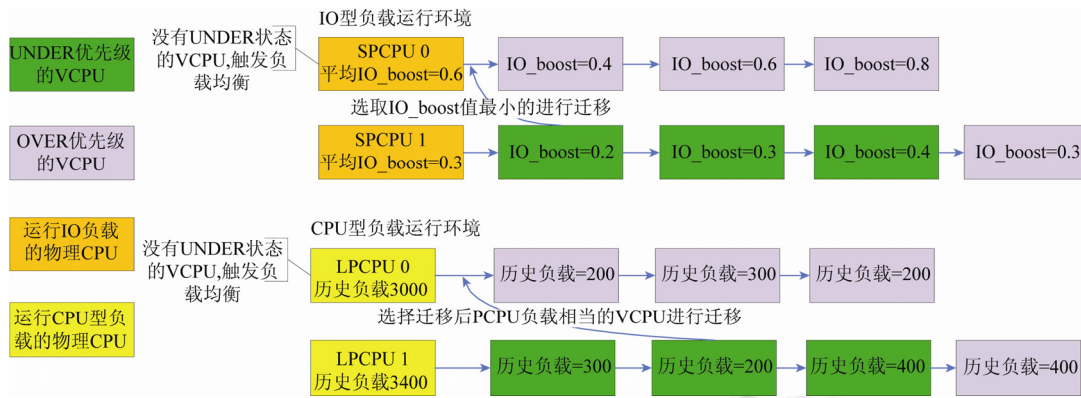 UNDER优先级
的VCPU
OVER优先级
的VCPU
运行IO负载
的物理CPU
运行CPU型负
载的物理CPU
没有UNDER状态
的VCPU,触发负
载均衡
IO型负载运行环境
SPCPU 0
平均IO_boost=0.6
IO_boost=0.4
IO_boost=0.6
IO_boost=0.8
选取IO_boost值最小的进行迁移
SPCPU 1
平均IO_boost=0.3
IO_boost=0.2
IO_boost=0.3
IO_boost=0.4
IO_boost=0.3
没有UNDER状态
的VCPU,触发负
载均衡
CPU型负载运行环境
LPCPU 0
历史负载3000
历史负载=200
历史负载=300
历史负载=200
选择迁移后PCPU负载相当的VCPU进行迁移
LPCPU 1
历史负载3400
历史负载=300
历史负载=200
历史负载=400
历史负载=400